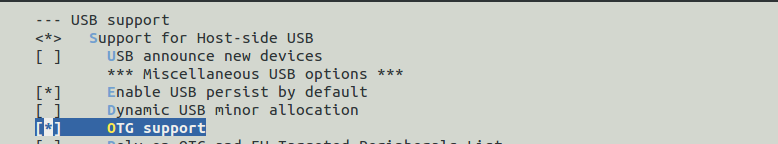 --- USB support
<*>   Support for Host-side USB
[ ]     USB announce new devices
        *** Miscellaneous USB options ***
[*]     Enable USB persist by default
[ ]     Dynamic USB minor allocation
[*]     OTG support
[ ]     Rely on OTG and EH Targeted Peripherals List